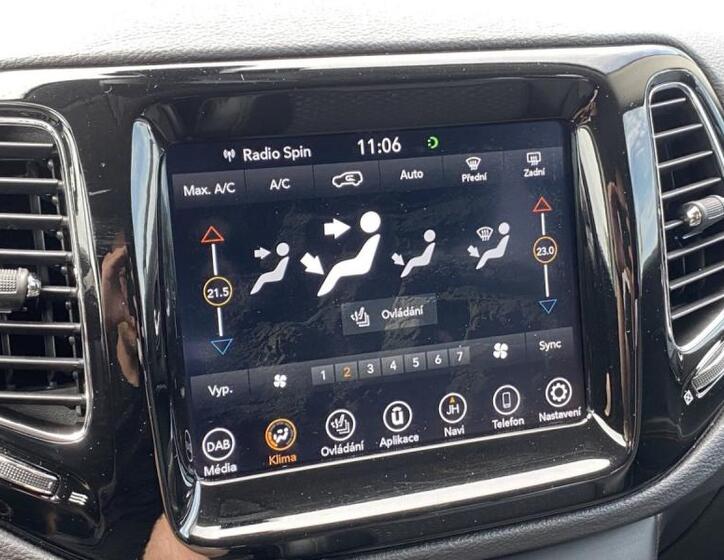 Radio Spin 11:06
Max. A/C A/C Auto Přední Zadní
21.5 23.0
Ovládání
Vyp. 1 2 3 4 5 6 7 Sync
DAB JH
Média Klima Ovládání Aplikace Navi Telefon Nastavení